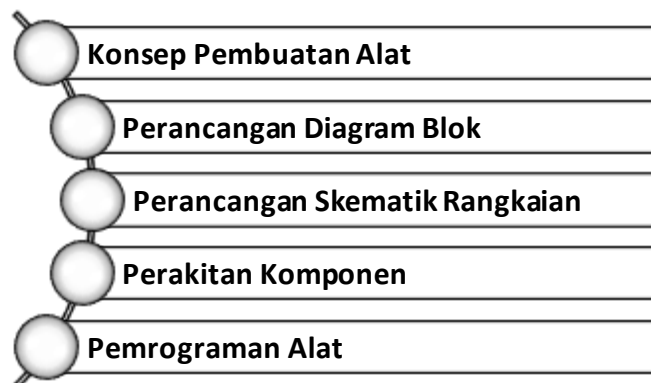 Konsep Pembuatan Alat
Perancangan Diagram Blok
Perancangan Skematik Rangkaian
Perakitan Komponen
Pemrograman Alat